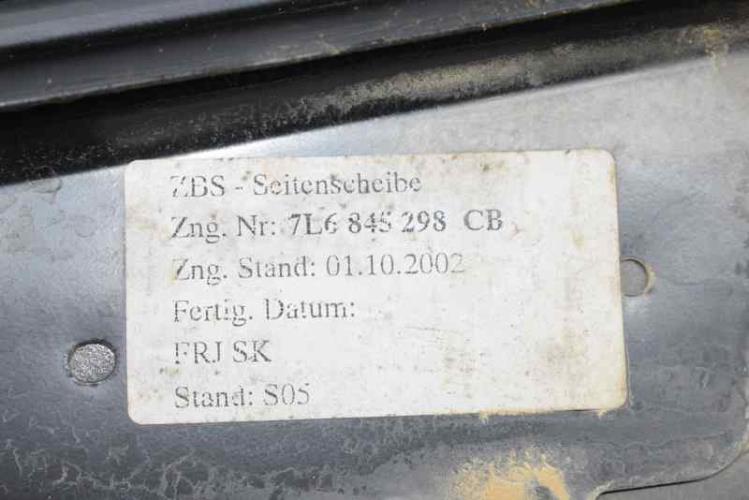 ZBS - Seitenscheibe
Zng. Nr: 7L6 845 298 CB
Zng. Stand: 01.10.2002
Fertig. Datum:
FRJ SK
Stand: S05